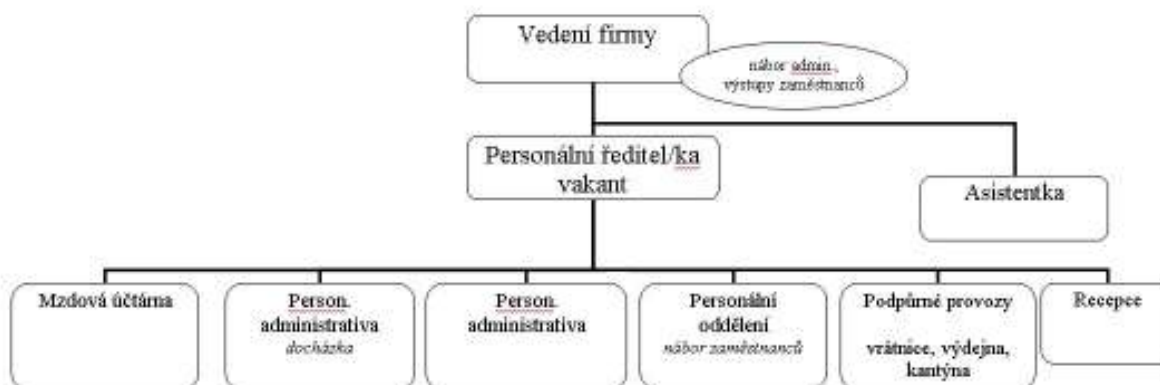 Vedení firmy
nábor admin.,
výstupy zaměstnanců
Personální ředitel/ka
vakant
Asistentka
Mzdová účtárna
Person.
administrativa
docházka
Person.
administrativa
Personální
oddělení
nábor zaměstnanců
Podpůrné provozy
vrátnice, výdejna,
kantýna
Recepce